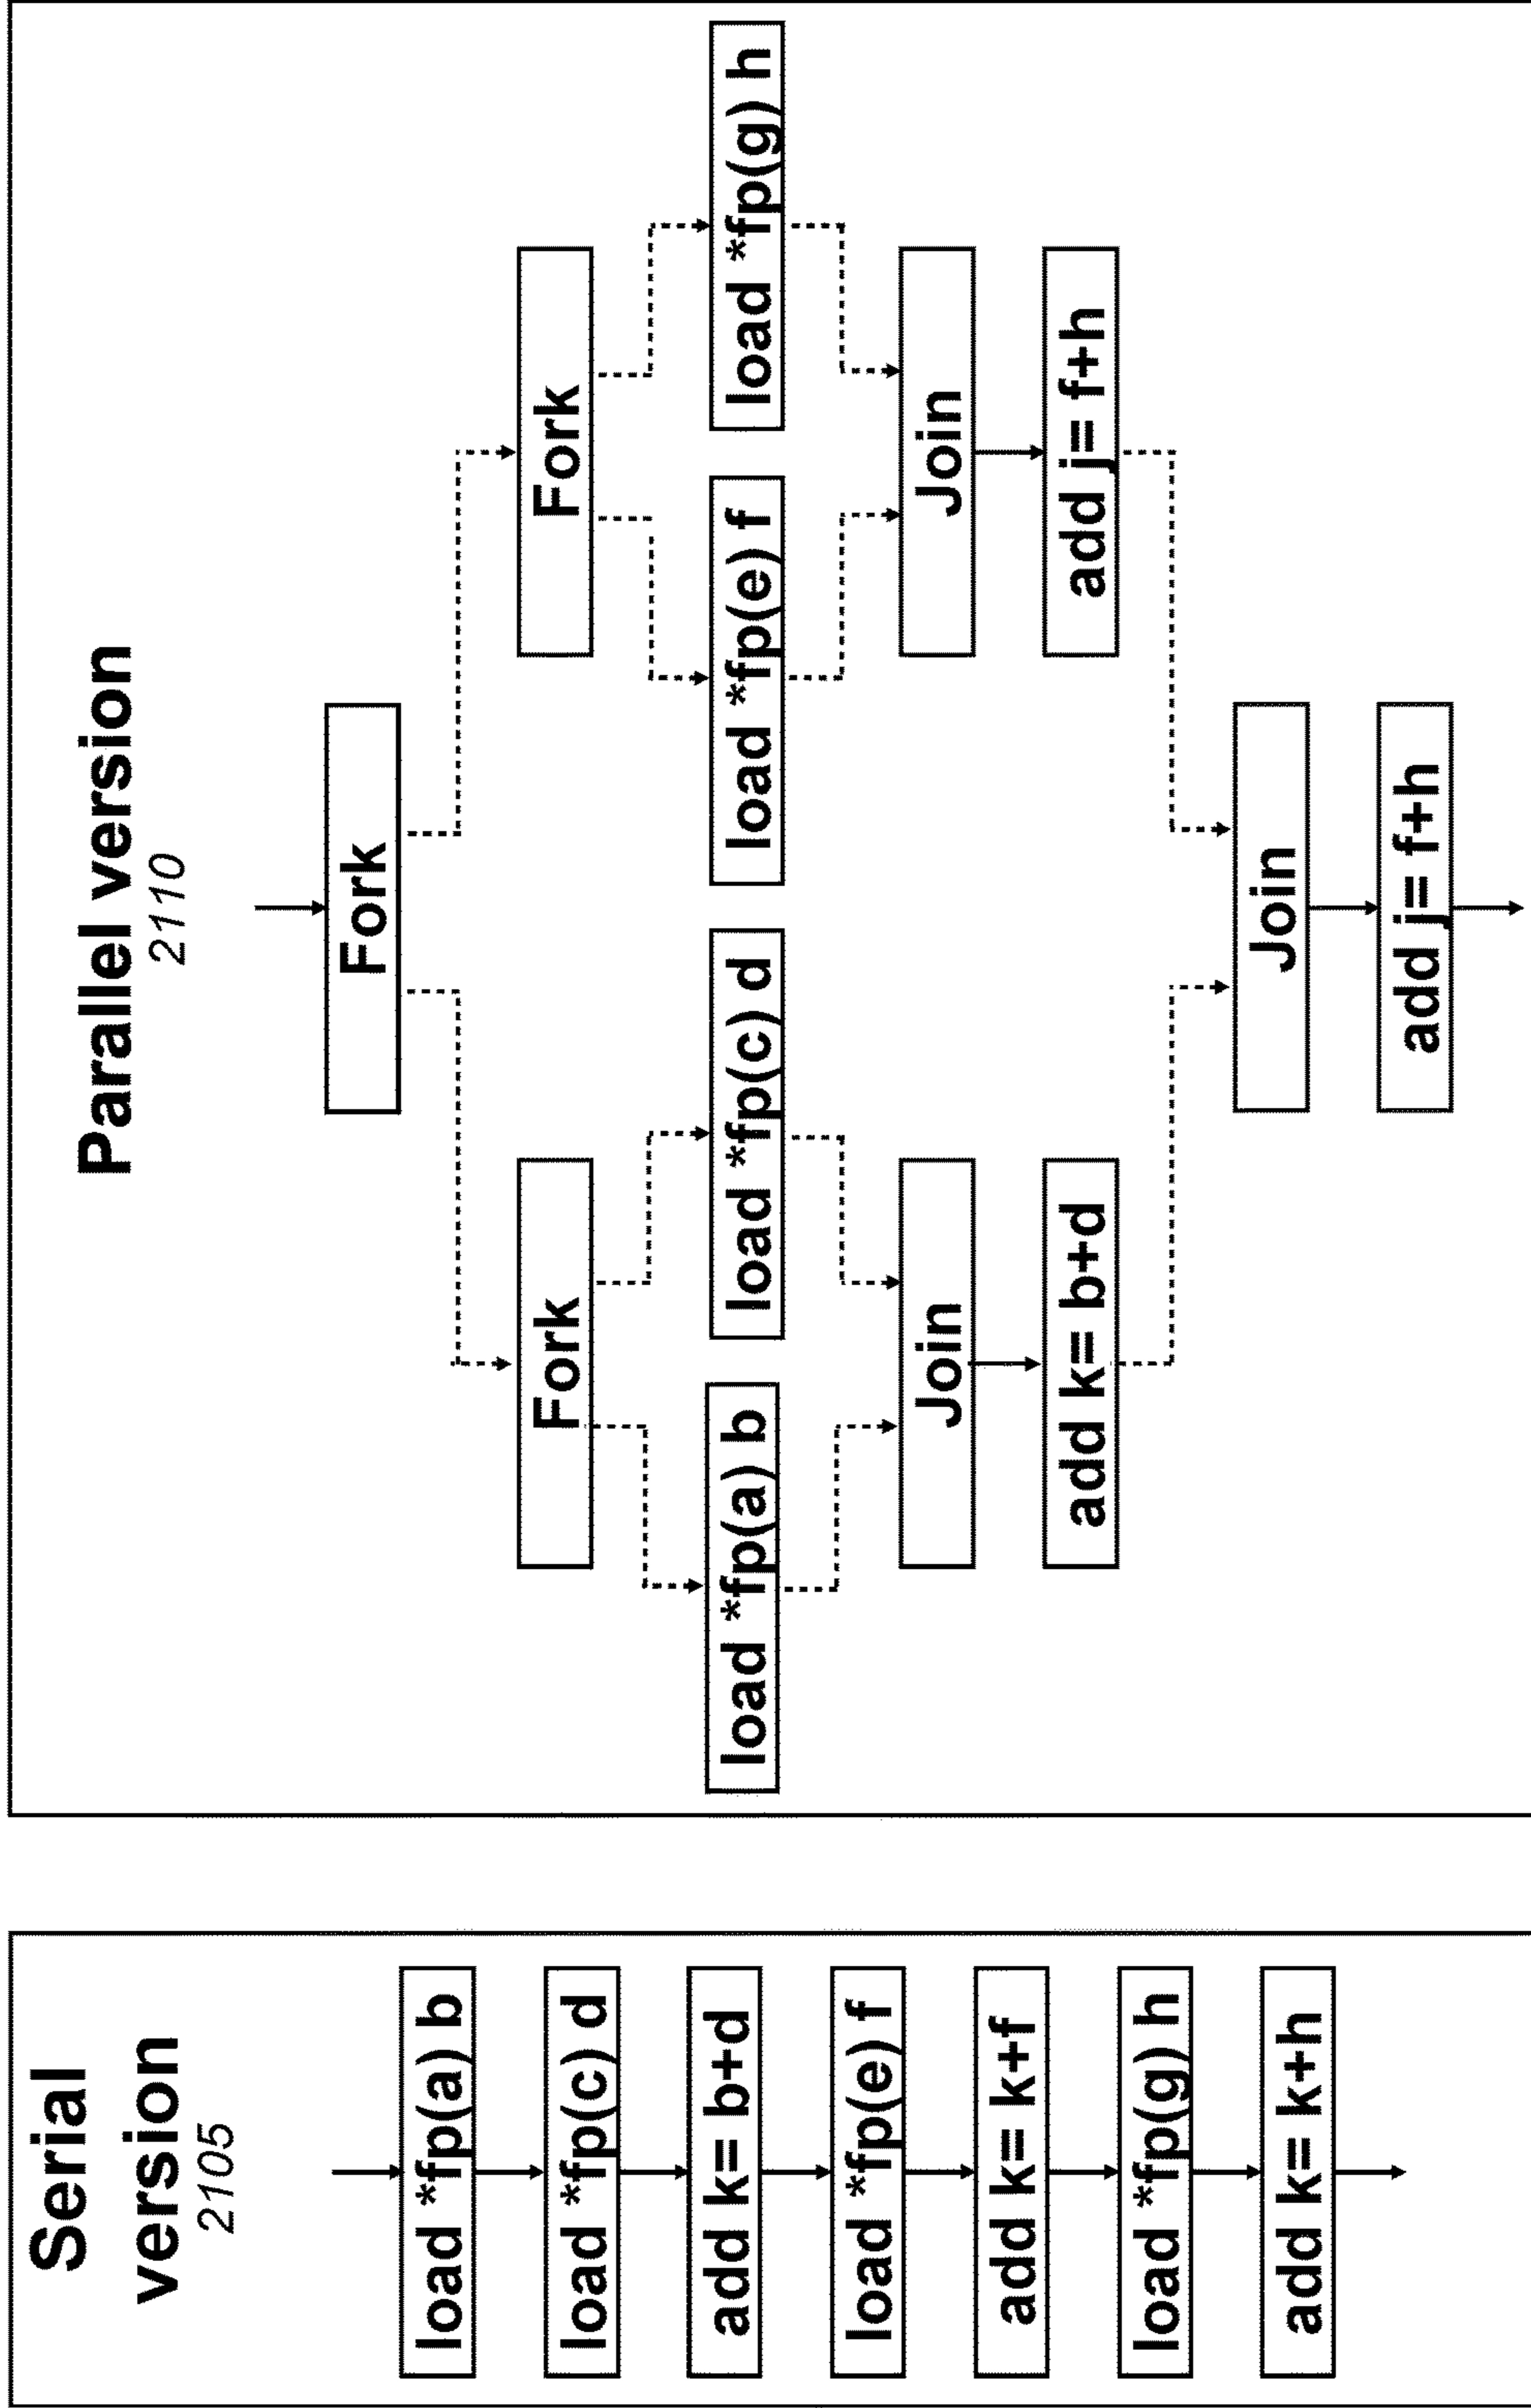 Serial
version
2105
load *fp(a) b
load *fp(c) d
add k= b+d
load *fp(e) f
add k= k+f
load *fp(g) h
add k= k+h
Parallel version
2110
Fork
Fork
Fork
load *fp(a) b
load *fp(c) d
load *fp(e) f
load *fp(g) h
Join
Join
add k= b+d
add j= f+h
Join
add j= f+h